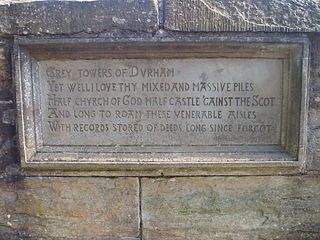 Grey towers of Durham
Yet well I love thy mixed and massive piles
Half church of God half castle 'gainst the Scot
And long to roam these venerable aisles
With records stored of deeds long since forgot